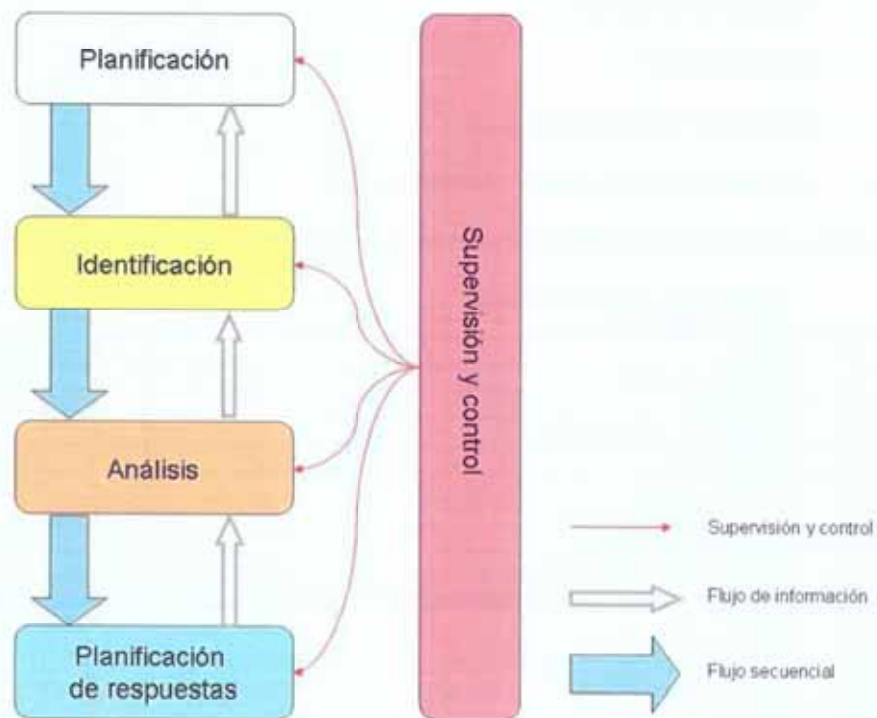 Planificación
Identificación
Análisis
Planificación
de respuestas
Supervisión y control
Supervisión y control
Flujo de información
Flujo secuencial